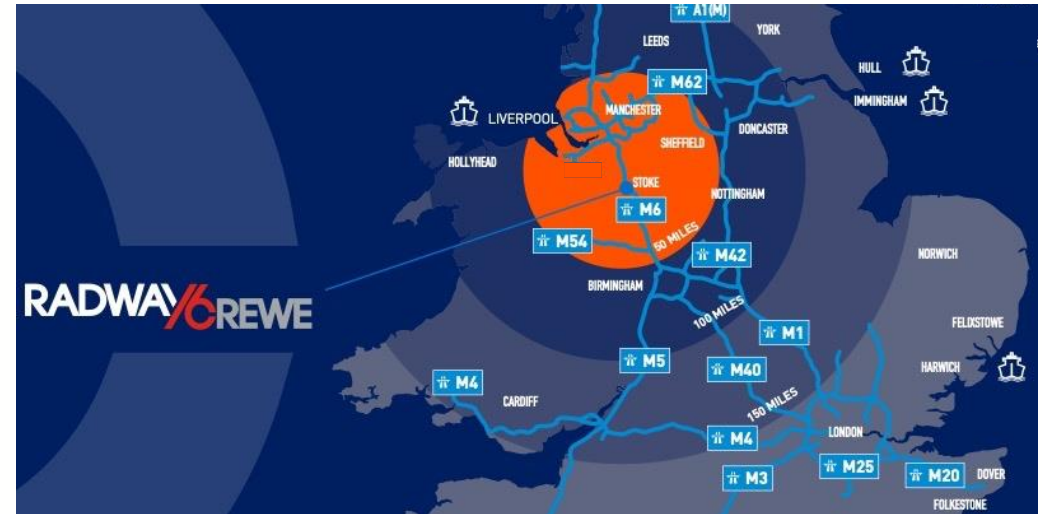 A1(M)
YORK
LEEDS
HULL
M62
IMMINGHAM
MANCHESTER
LIVERPOOL
DONCASTER
SHEFFIELD
HOLLYHEAD
STOKE
NOTTINGHAM
M6
50 MILES
M54
M42
NORWICH
BIRMINGHAM
RADWAY16
CREWE
100 MILES
FELIXSTOWE
M1
M5
HARWICH
M40
M4
CARDIFF
150 MILES
LONDON
M4
M25
M20
DOVER
M3
FOLKESTONE